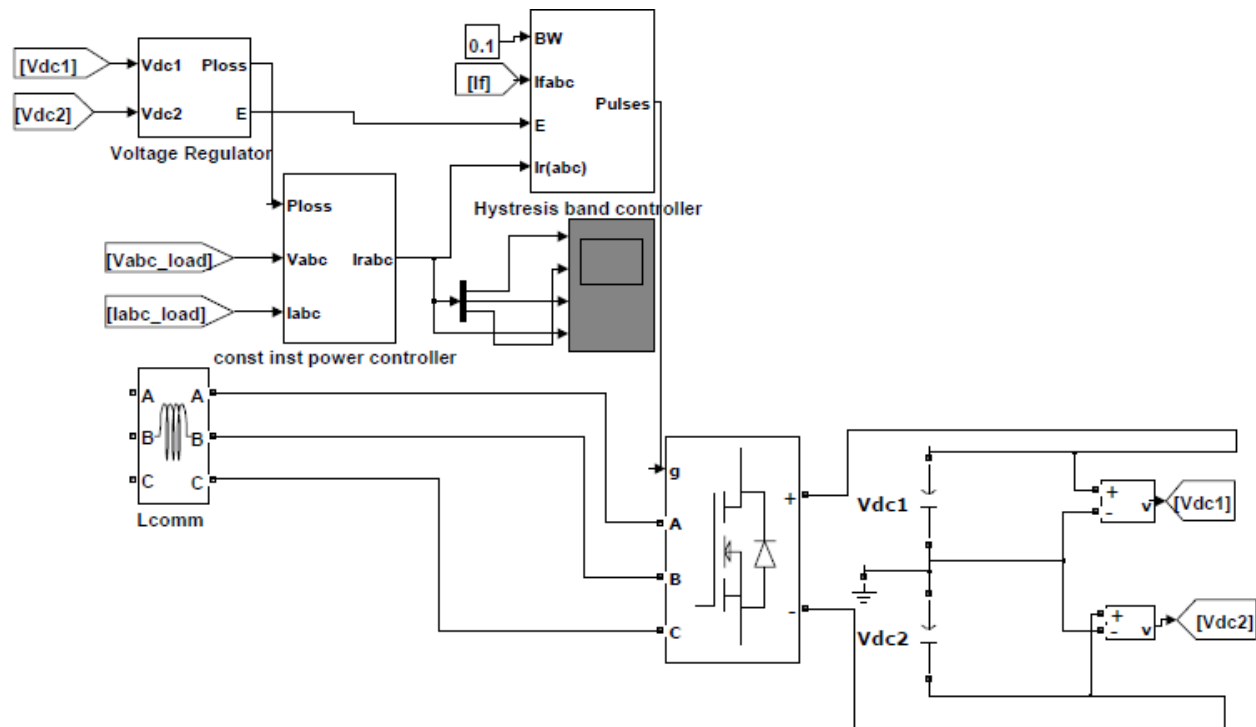 [Vdc1]
[Vdc2]
Vdc1
Vdc2
Ploss
E
Voltage Regulator
0.1
[If]
BW
Ifabc
E
Ir(abc)
Pulses
Hystresis band controller
[Vabc_load]
[Iabc_load]
Ploss
Vabc
Iabc
Irabc
const inst power controller
A A
B B
C C
Lcomm
g
A
B
C
+
-
Vdc1
Vdc2
+
-
v
[Vdc1]
+
-
v
[Vdc2]